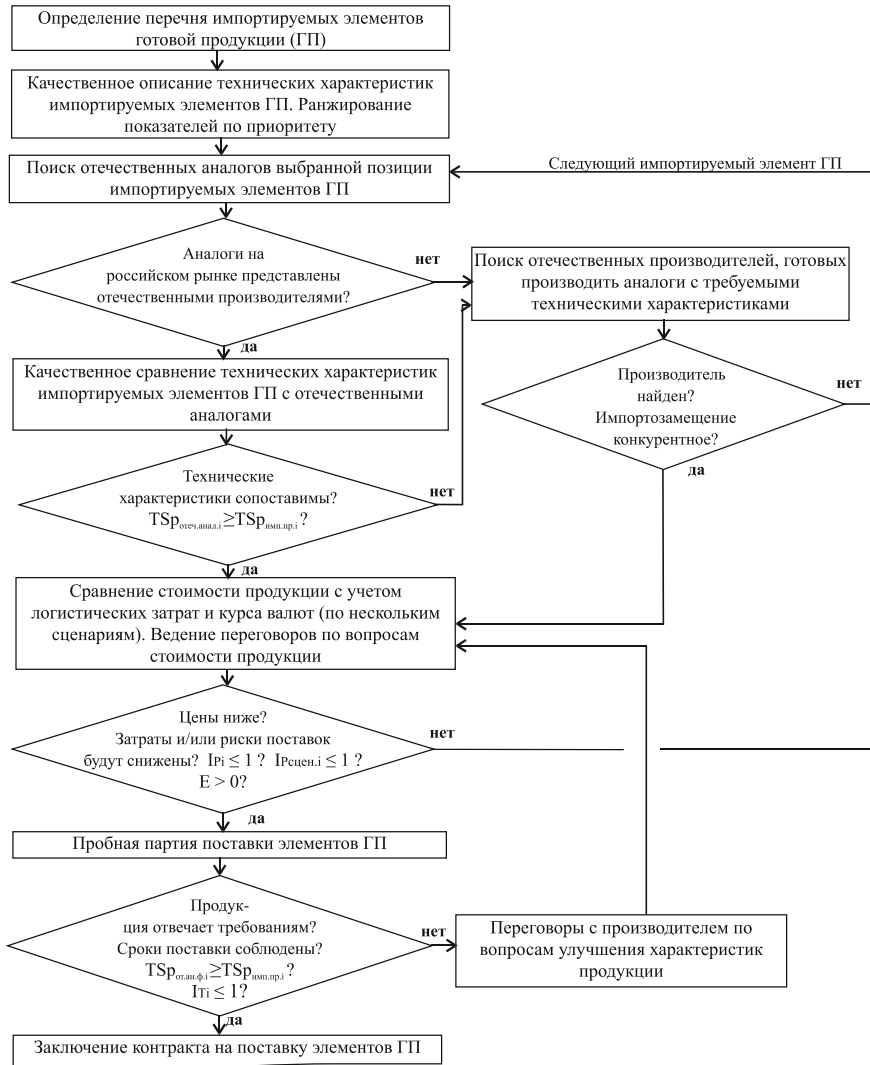 Определение перечня импортируемых элементов
готовой продукции (ГП)
Качественное описание технических характеристик
импортируемых элементов ГП. Ранжирование
показателей по приоритету
Поиск отечественных аналогов выбранной позиции
импортируемых элементов ГП
Следующий импортируемый элемент ГП
Аналоги на
российском рынке представлены
отечественными производителями?
нет
да
Поиск отечественных производителей, готовых
производить аналоги с требуемыми
техническими характеристиками
Качественное сравнение технических характеристик
импортируемых элементов ГП с отечественными
аналогами
Производитель
найден?
Импортозамещение
конкурентное?
нет
да
Технические
характеристики сопоставимы?
TSpотеч.анал.i≥TSpимп.пр.i ?
нет
да
Сравнение стоимости продукции с учетом
логистических затрат и курса валют (по нескольким
сценариям). Ведение переговоров по вопросам
стоимости продукции
Цены ниже?
Затраты и/или риски поставок
будут снижены? IPi ≤ 1 ? IPсцен.i ≤ 1 ?
E > 0?
нет
да
Пробная партия поставки элементов ГП
Продук-
ция отвечает требованиям?
Сроки поставки соблюдены?
TSpот.ан.ф.i≥TSpимп.пр.i ?
ITi ≤ 1?
нет
да
Переговоры с производителем по
вопросам улучшения характеристик
продукции
Заключение контракта на поставку элементов ГП